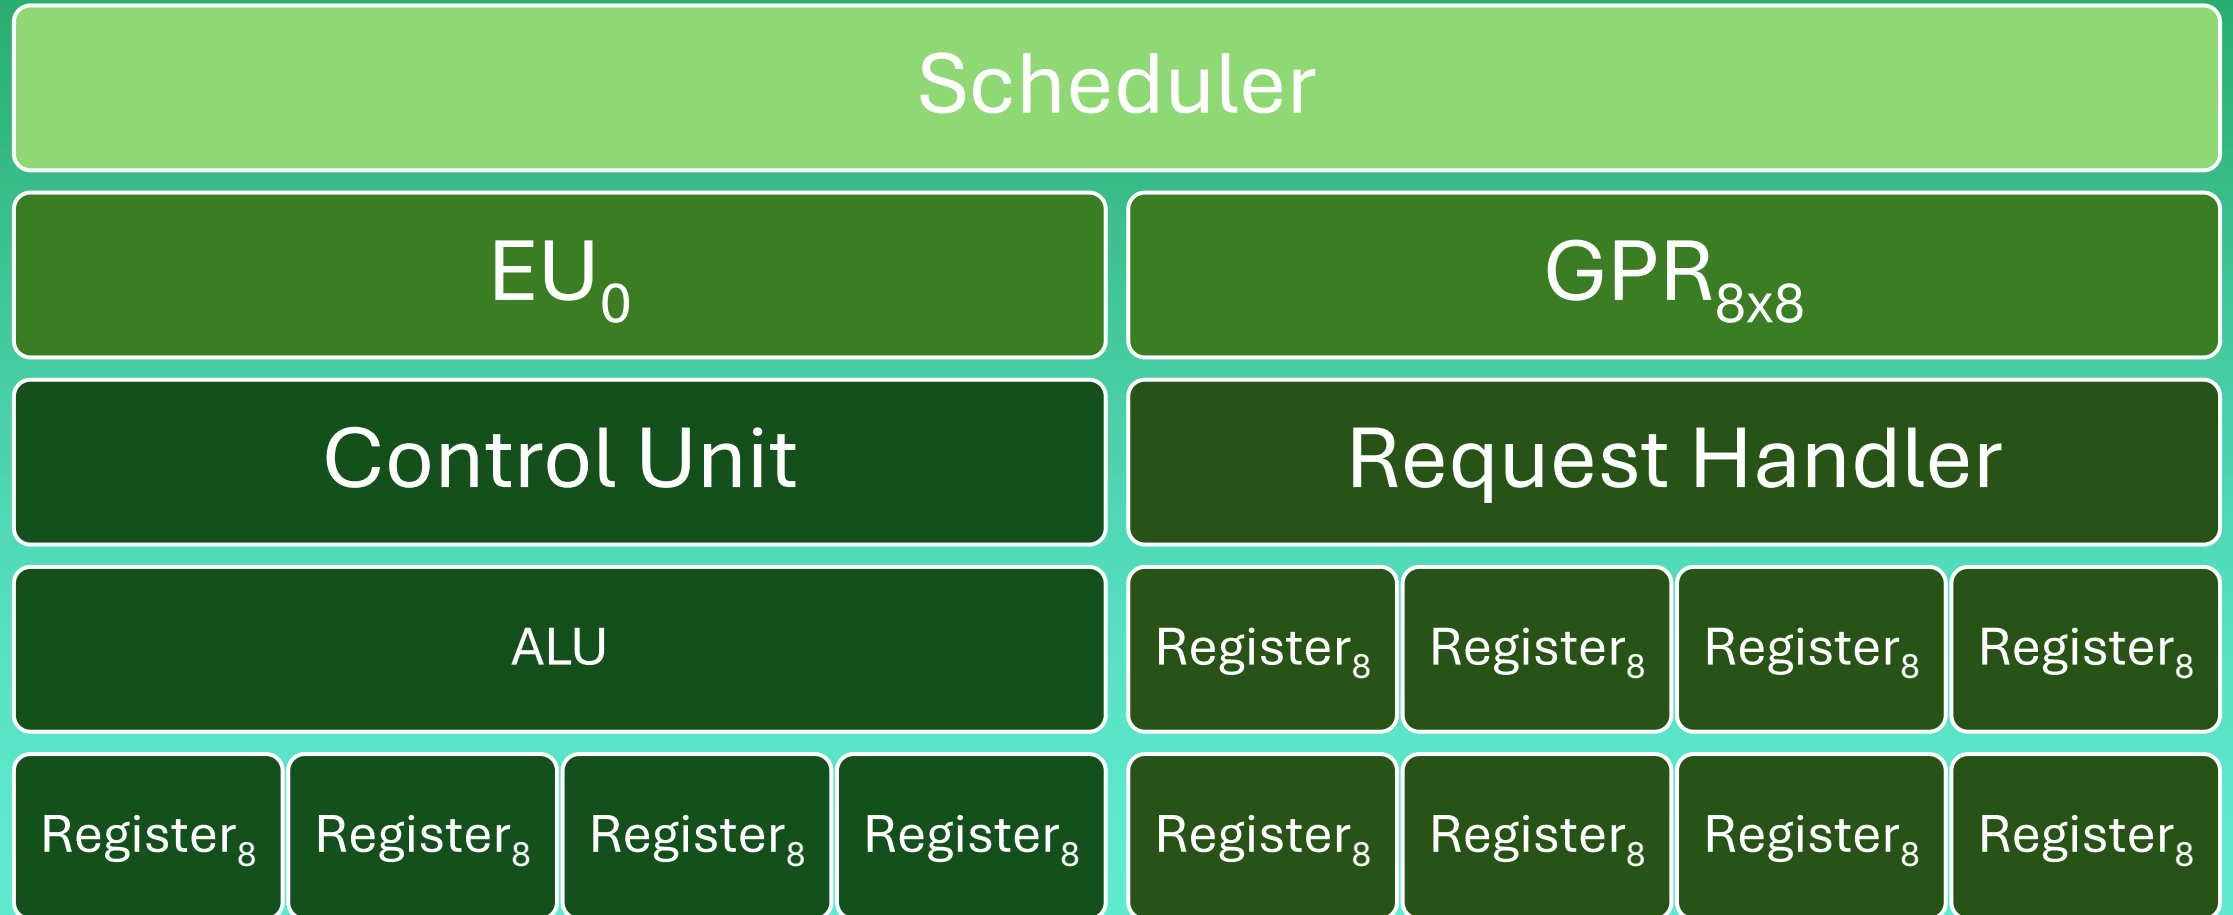 Scheduler
EU₀ GPR₈ₓ₈
Control Unit Request Handler
ALU Register₈ Register₈ Register₈ Register₈
Register₈ Register₈ Register₈ Register₈ Register₈ Register₈ Register₈ Register₈